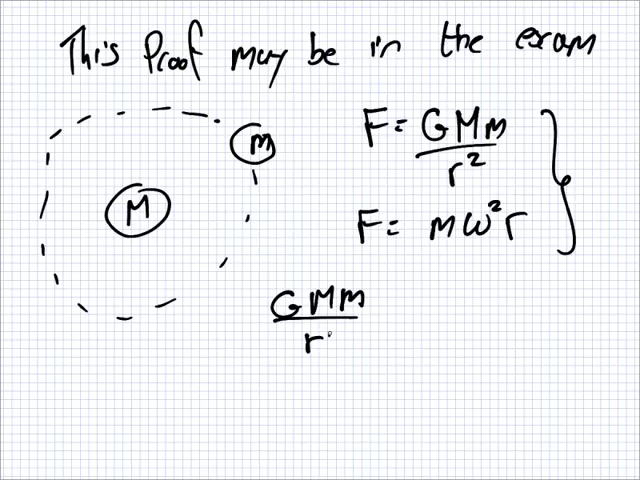 This Proof may be in the exam
m
M
F = GMm / r²
F = mω²r
GMm / r